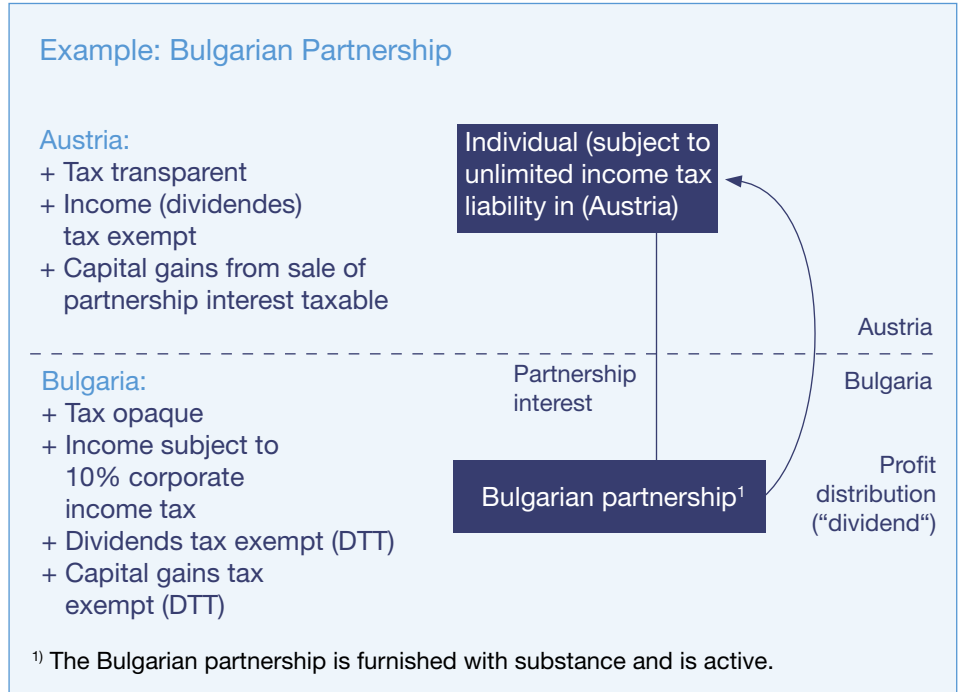 Example: Bulgarian Partnership
Austria:
+ Tax transparent
+ Income (dividendes)
tax exempt
+ Capital gains from sale of
partnership interest taxable
Individual (subject to
unlimited income tax
liability in (Austria)
Austria
Bulgaria
Partnership
interest
Bulgaria:
+ Tax opaque
+ Income subject to
10% corporate
income tax
+ Dividends tax exempt (DTT)
+ Capital gains tax
exempt (DTT)
Bulgarian partnership¹
Profit
distribution
(“dividend“)
¹⁾ The Bulgarian partnership is furnished with substance and is active.